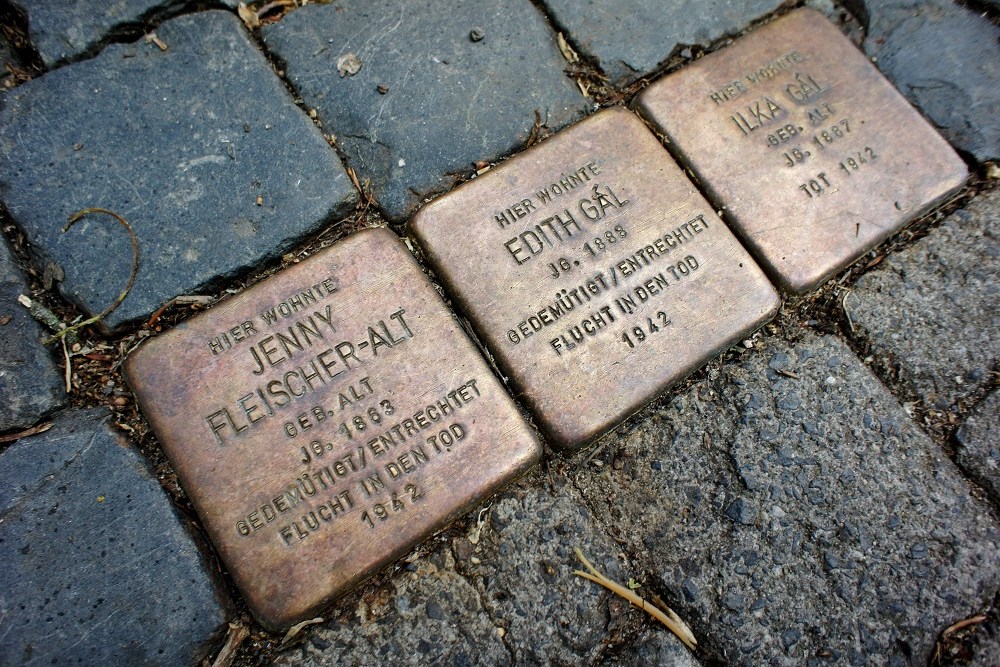 HIER WOHNTE
JENNY
FLEISCHER-ALT
GEB. ALT
JG. 1863
GEDEMÜTIGT/ENTRECHTET
FLUCHT IN DEN TOD
1942
HIER WOHNTE
EDITH GÁL
JG. 1888
GEDEMÜTIGT/ENTRECHTET
FLUCHT IN DEN TOD
1942
HIER WOHNTE
ILKA GÁL
GEB. ALT
JG. 1867
TOT 1942